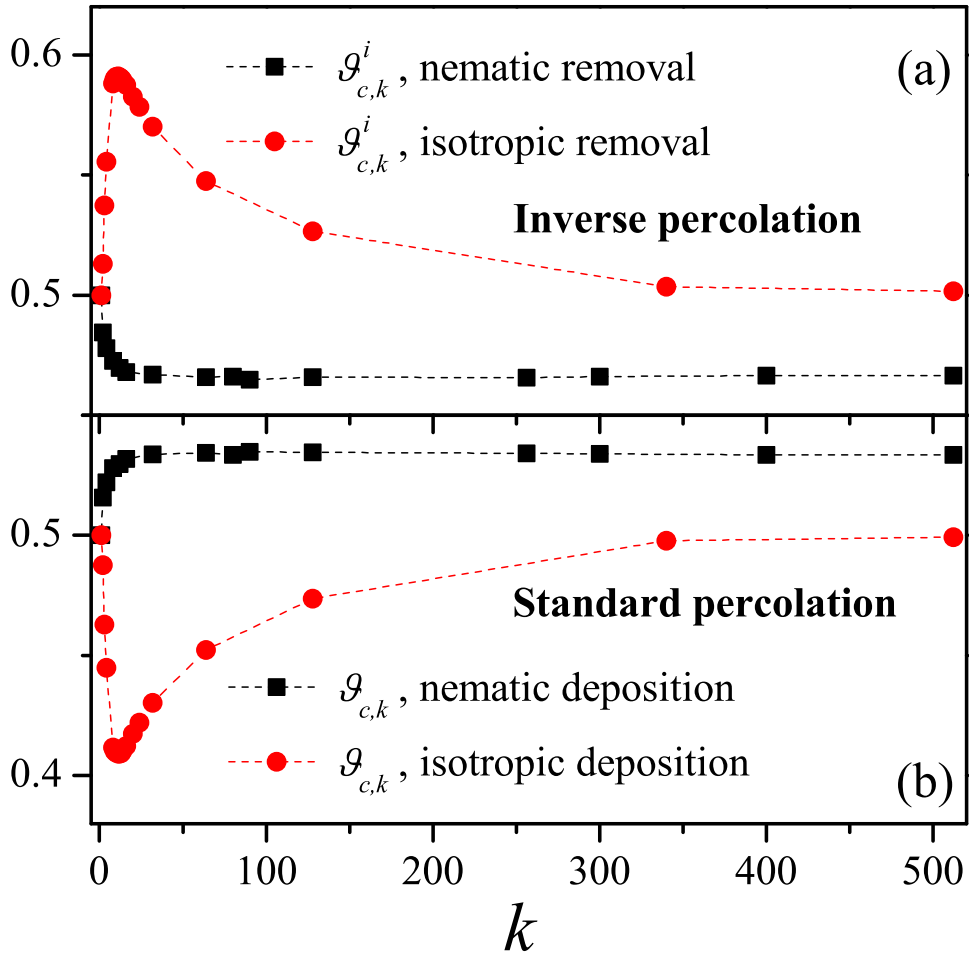 0.6
(a)
ϑ^i_{c,k} , nematic removal
ϑ^i_{c,k} , isotropic removal
Inverse percolation
0.5
0.5
Standard percolation
ϑ_{c,k} , nematic deposition
ϑ_{c,k} , isotropic deposition
0.4
(b)
0 100 200 300 400 500
k